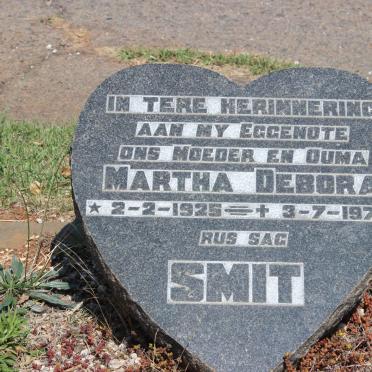 IN TERE HERINNERING
AAN MY EGGENOTE
ONS MOEDER EN OUMA
MARTHA DEBORA
* 2-2-1925 = + 3-7-197
RUS SAG
SMIT